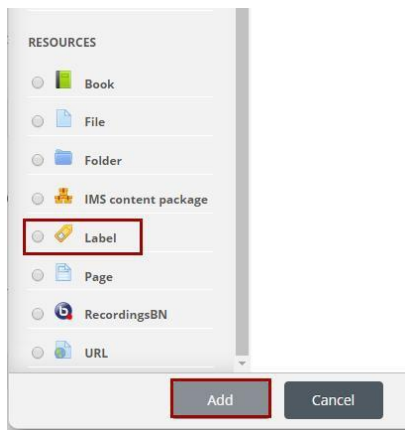 RESOURCES
Book
File
Folder
IMS content package
Label
Page
RecordingsBN
URL
Add Cancel